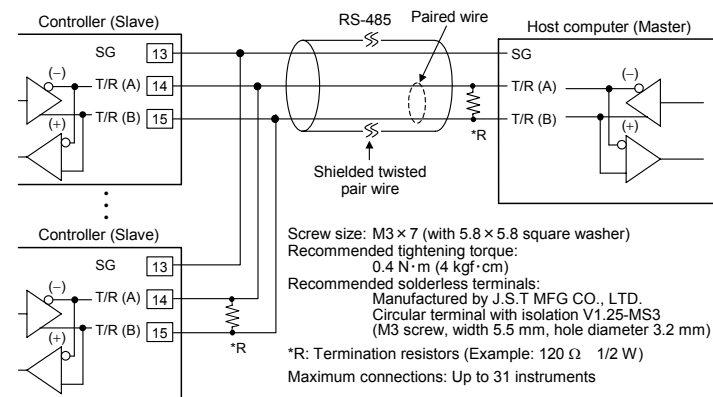 Controller (Slave)
RS-485
Paired wire
Host computer (Master)
SG 13
SG
(−)
T/R (A) 14
T/R (A)
(−)
T/R (B) 15
T/R (B)
(+)
*R
(+)
Shielded twisted
pair wire
Controller (Slave)
SG 13
(−)
T/R (A) 14
T/R (B) 15
(+)
*R
Screw size: M3 × 7 (with 5.8 × 5.8 square washer)
Recommended tightening torque:
0.4 N·m (4 kgf·cm)
Recommended solderless terminals:
Manufactured by J.S.T MFG CO., LTD.
Circular terminal with isolation V1.25-MS3
(M3 screw, width 5.5 mm, hole diameter 3.2 mm)
*R: Termination resistors (Example: 120 Ω 1/2 W)
Maximum connections: Up to 31 instruments